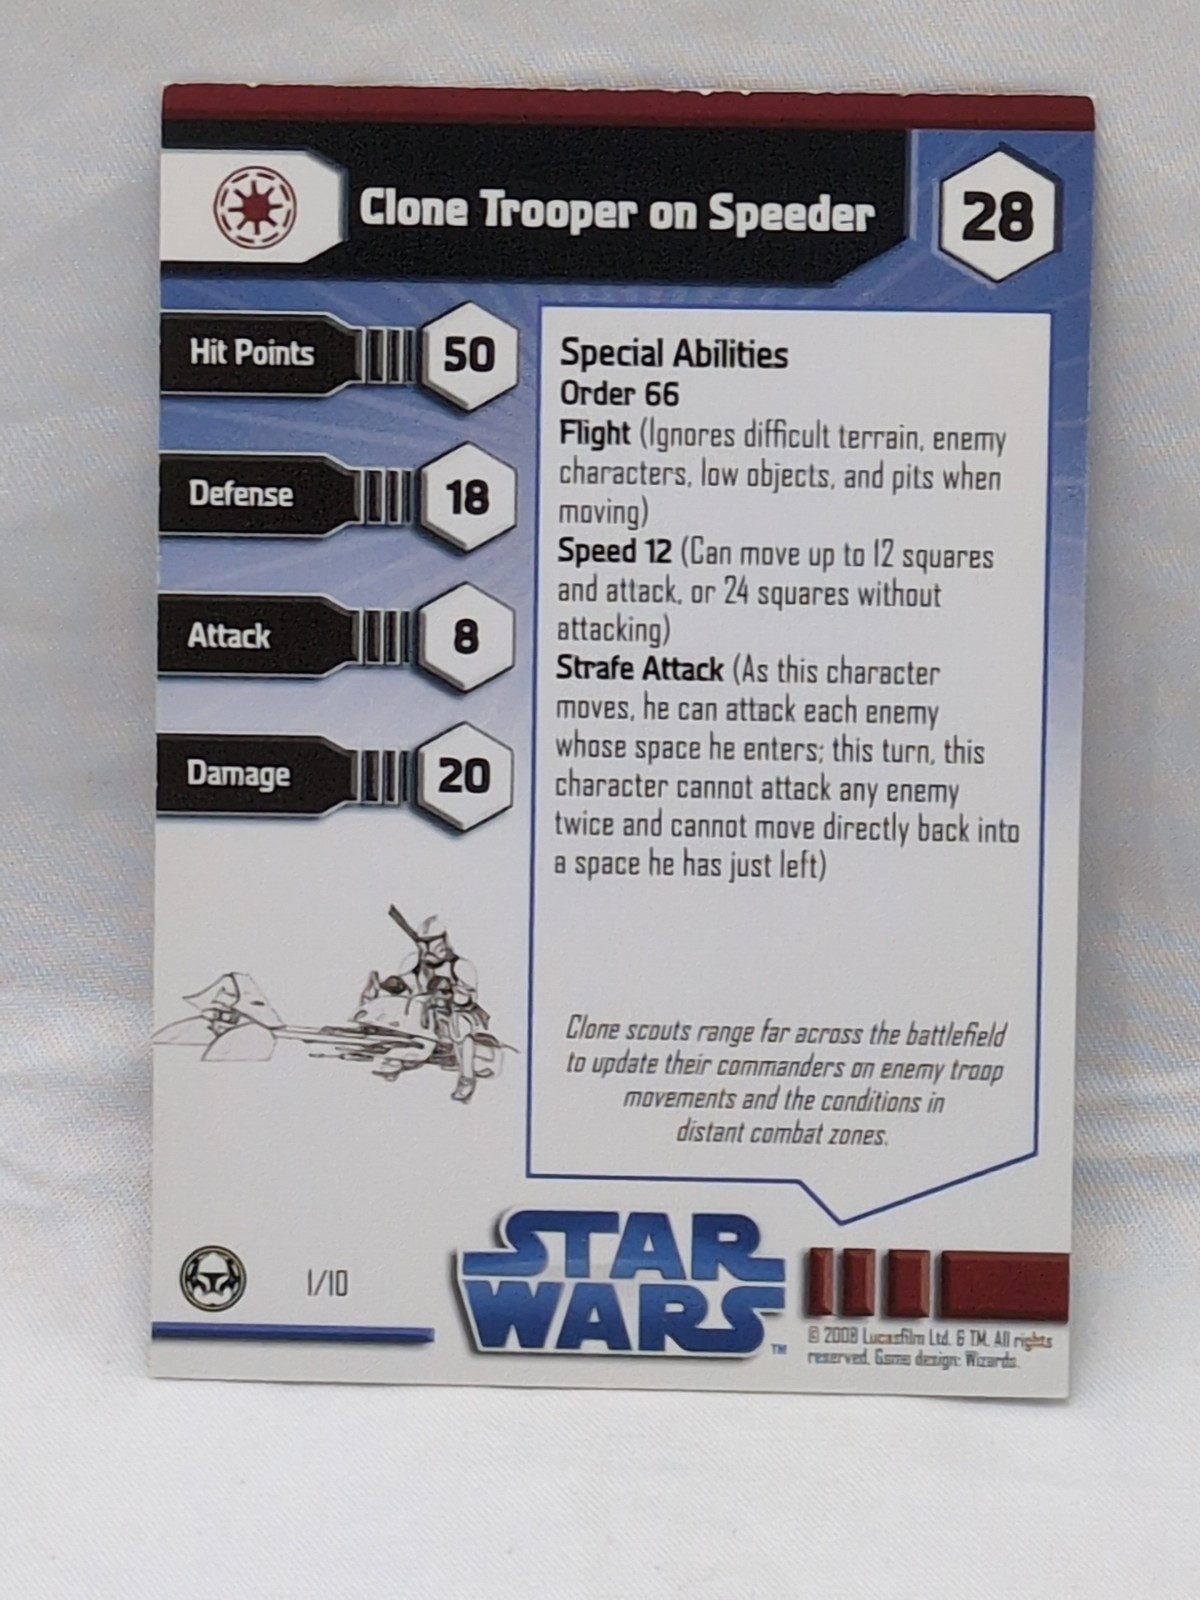 Clone Trooper on Speeder
28
Hit Points
50
Defense
18
Attack
8
Damage
20
Special Abilities
Order 66
Flight (Ignores difficult terrain, enemy
characters, low objects, and pits when
moving)
Speed 12 (Can move up to 12 squares
and attack, or 24 squares without
attacking)
Strafe Attack (As this character
moves, he can attack each enemy
whose space he enters; this turn, this
character cannot attack any enemy
twice and cannot move directly back into
a space he has just left)
Clone scouts range far across the battlefield
to update their commanders on enemy troop
movements and the conditions in
distant combat zones.
1/10
STAR
WARS™
© 2008 Lucasfilm Ltd. & TM. All rights
reserved. Game design: Wizards.